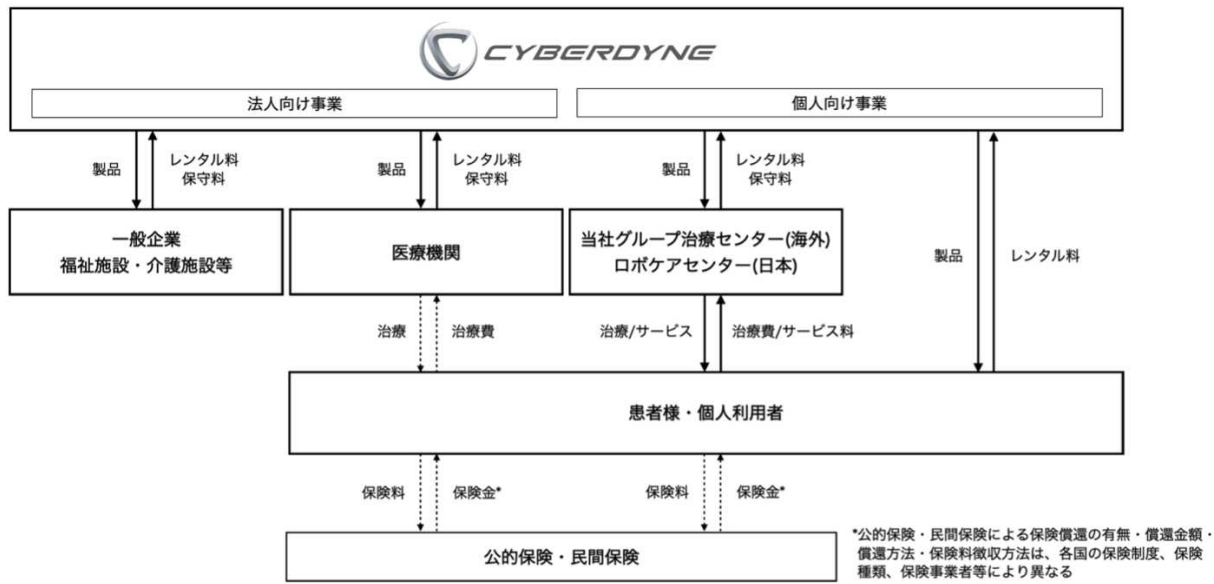 CYBERDYNE
法人向け事業
個人向け事業
製品
レンタル料
保守料
製品
レンタル料
保守料
製品
レンタル料
保守料
製品
レンタル料
一般企業
福祉施設・介護施設等
医療機関
当社グループ治療センター(海外)
ロボケアセンター(日本)
治療
治療費
治療/サービス
治療費/サービス料
患者様・個人利用者
保険料
保険金*
保険料
保険金*
公的保険・民間保険
*公的保険・民間保険による保険償還の有無・償還金額・
償還方法・保険料徴収方法は、各国の保険制度、保険
種類、保険事業者等により異なる